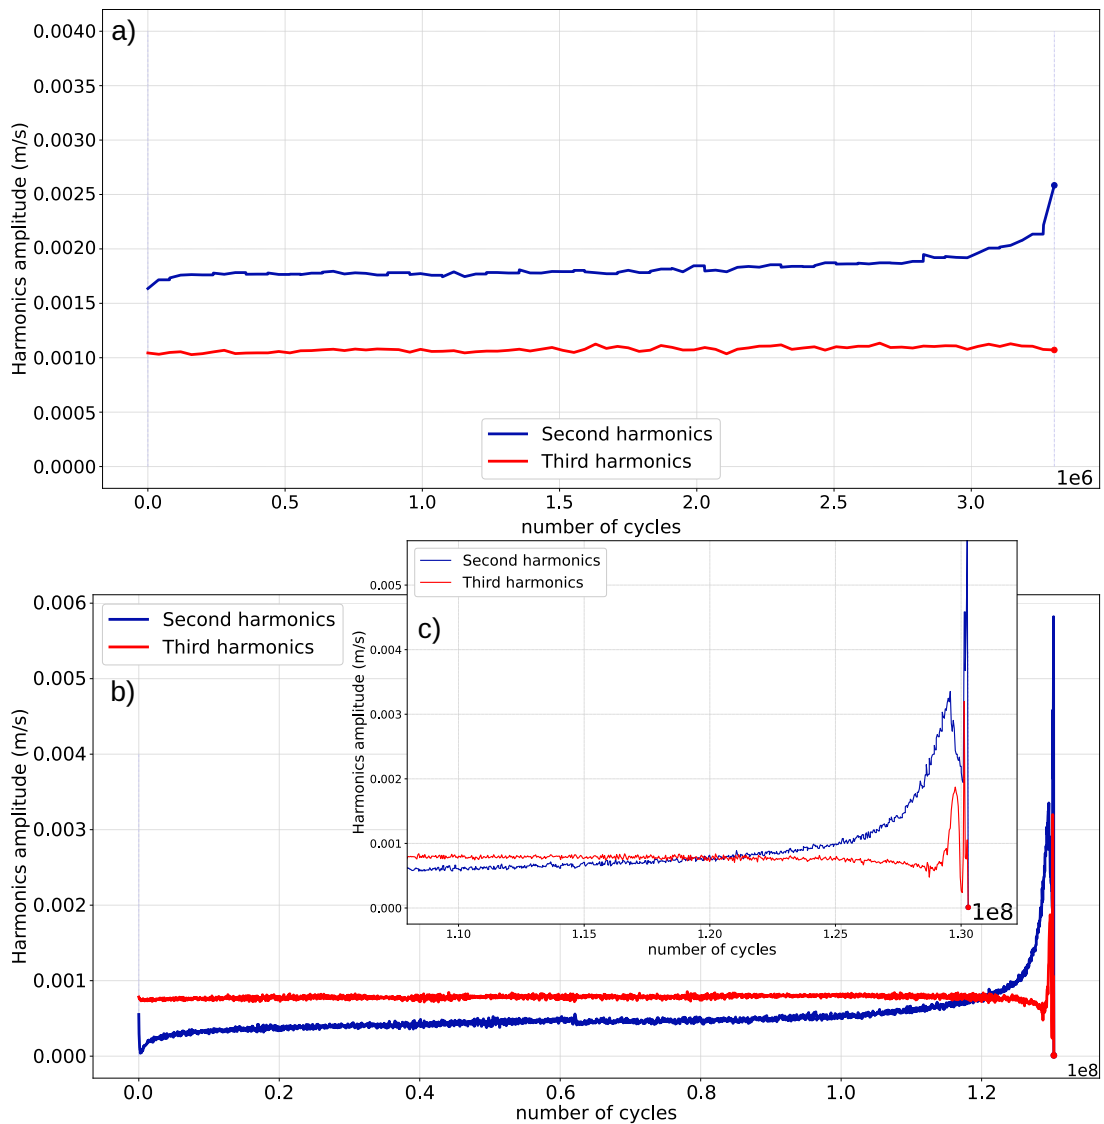 a)
0.0040
0.0035
0.0030
0.0025
0.0020
0.0015
0.0010
0.0005
0.0000
Harmonics amplitude (m/s)
Second harmonics
Third harmonics
1e6
0.0 0.5 1.0 1.5 2.0 2.5 3.0
number of cycles
Second harmonics
Third harmonics
c)
0.005
0.004
0.003
0.002
0.001
0.000
Harmonics amplitude (m/s)
1.10 1.15 1.20 1.25 1.30
1e8
number of cycles
Second harmonics
Third harmonics
b)
0.006
0.005
0.004
0.003
0.002
0.001
0.000
Harmonics amplitude (m/s)
0.0 0.2 0.4 0.6 0.8 1.0 1.2
1e8
number of cycles